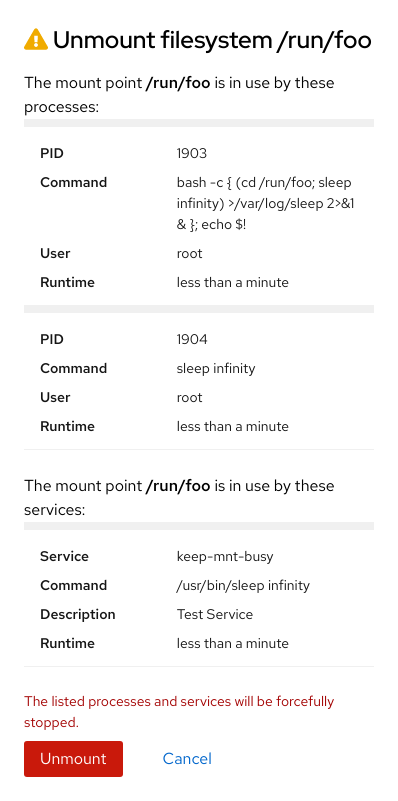 Unmount filesystem /run/foo
The mount point /run/foo is in use by these
processes:
PID 1903
Command bash -c { (cd /run/foo; sleep
infinity) >/var/log/sleep 2>&1
& }; echo $!
User root
Runtime less than a minute
PID 1904
Command sleep infinity
User root
Runtime less than a minute
The mount point /run/foo is in use by these
services:
Service keep-mnt-busy
Command /usr/bin/sleep infinity
Description Test Service
Runtime less than a minute
The listed processes and services will be forcefully
stopped.
Unmount Cancel